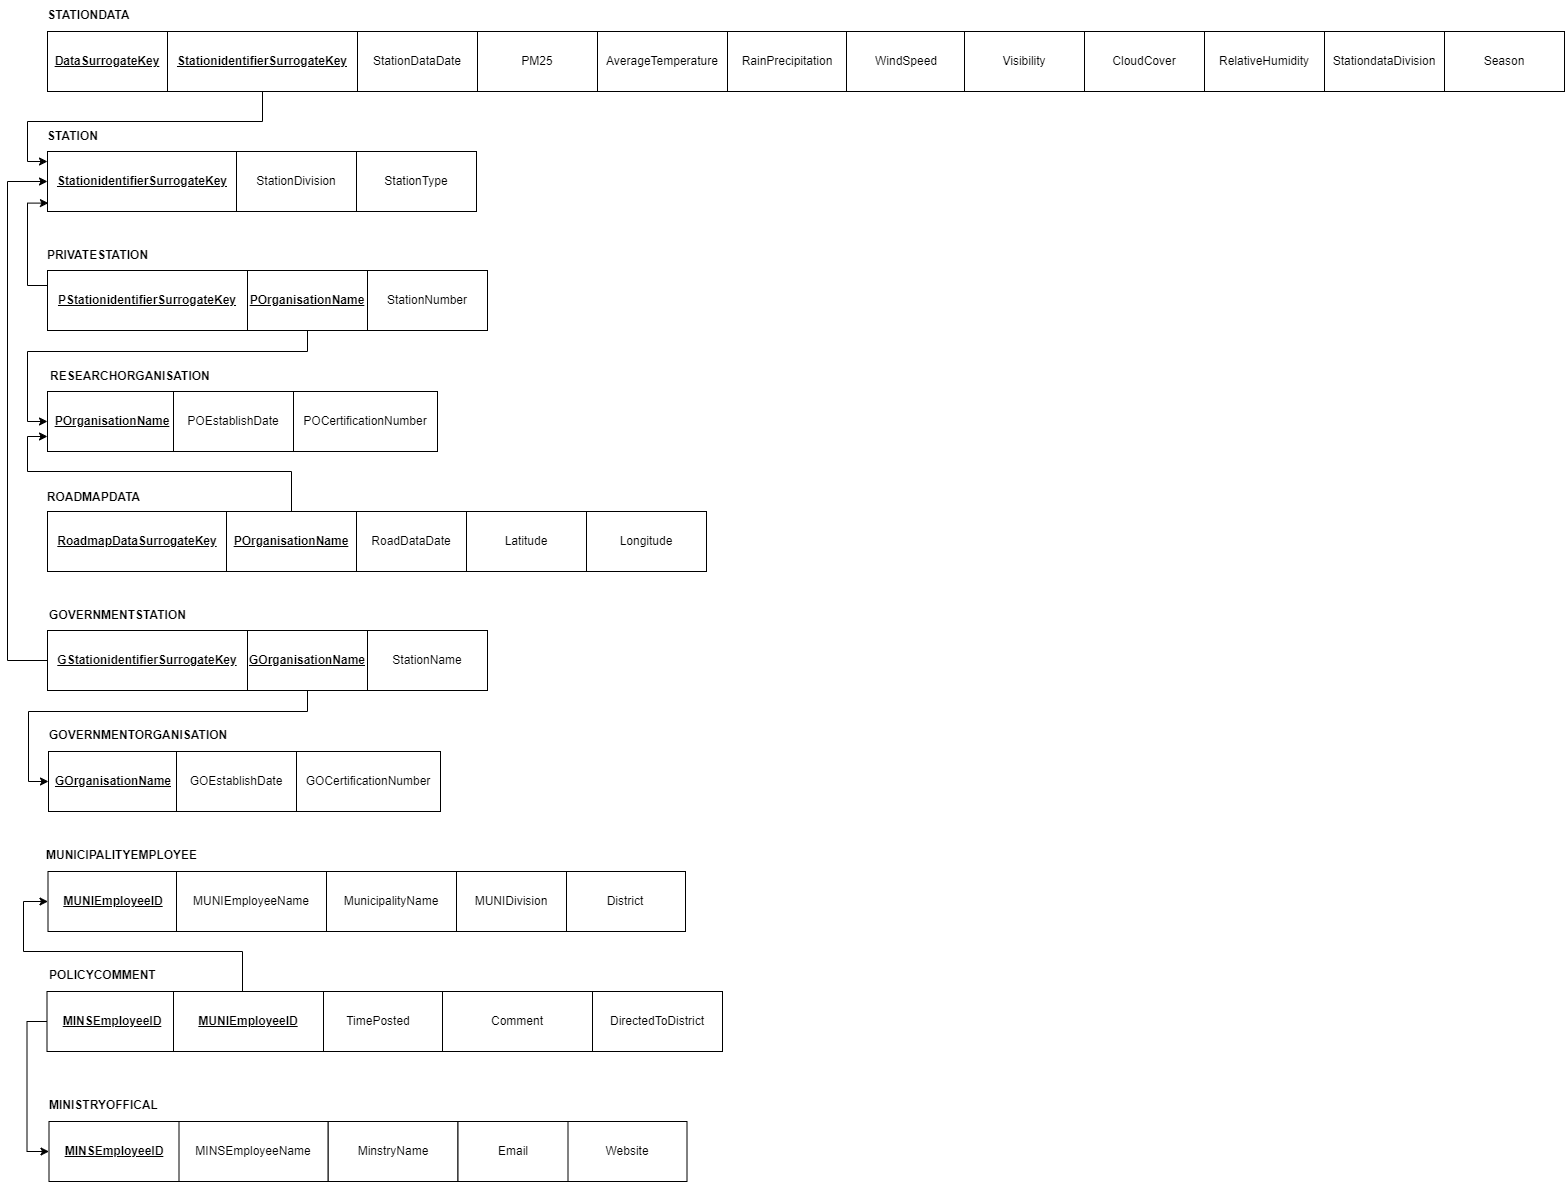 STATIONDATA
DataSurrogateKey StationidentifierSurrogateKey StationDataDate PM25 AverageTemperature RainPrecipitation WindSpeed Visibility CloudCover RelativeHumidity StationdataDivision Season
STATION
StationidentifierSurrogateKey StationDivision StationType
PRIVATESTATION
PStationidentifierSurrogateKey POrganisationName StationNumber
RESEARCHORGANISATION
POrganisationName POEstablishDate POCertificationNumber
ROADMAPDATA
RoadmapDataSurrogateKey POrganisationName RoadDataDate Latitude Longitude
GOVERNMENTSTATION
GStationidentifierSurrogateKey GOrganisationName StationName
GOVERNMENTORGANISATION
GOrganisationName GOEstablishDate GOCertificationNumber
MUNICIPALITYEMPLOYEE
MUNIEmployeeID MUNIEmployeeName MunicipalityName MUNIDivision District
POLICYCOMMENT
MINSEmployeeID MUNIEmployeeID TimePosted Comment DirectedToDistrict
MINISTRYOFFICAL
MINSEmployeeID MINSEmployeeName MinstryName Email Website